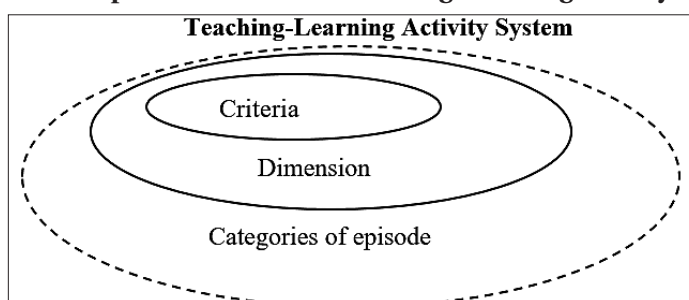 Teaching-Learning Activity System
Criteria
Dimension
Categories of episode